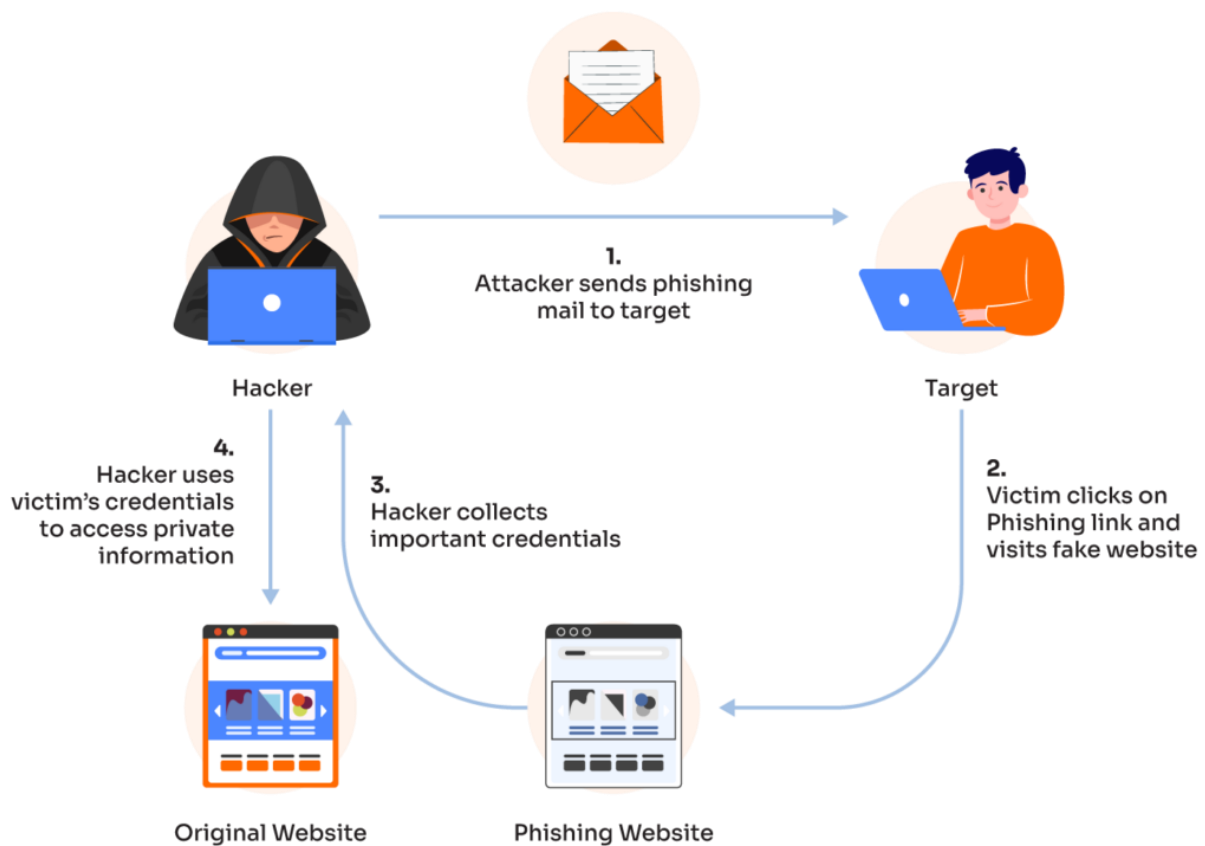 1.
Attacker sends phishing
mail to target
Hacker
Target
4.
Hacker uses
victim’s credentials
to access private
information
3.
Hacker collects
important credentials
2.
Victim clicks on
Phishing link and
visits fake website
Original Website
Phishing Website